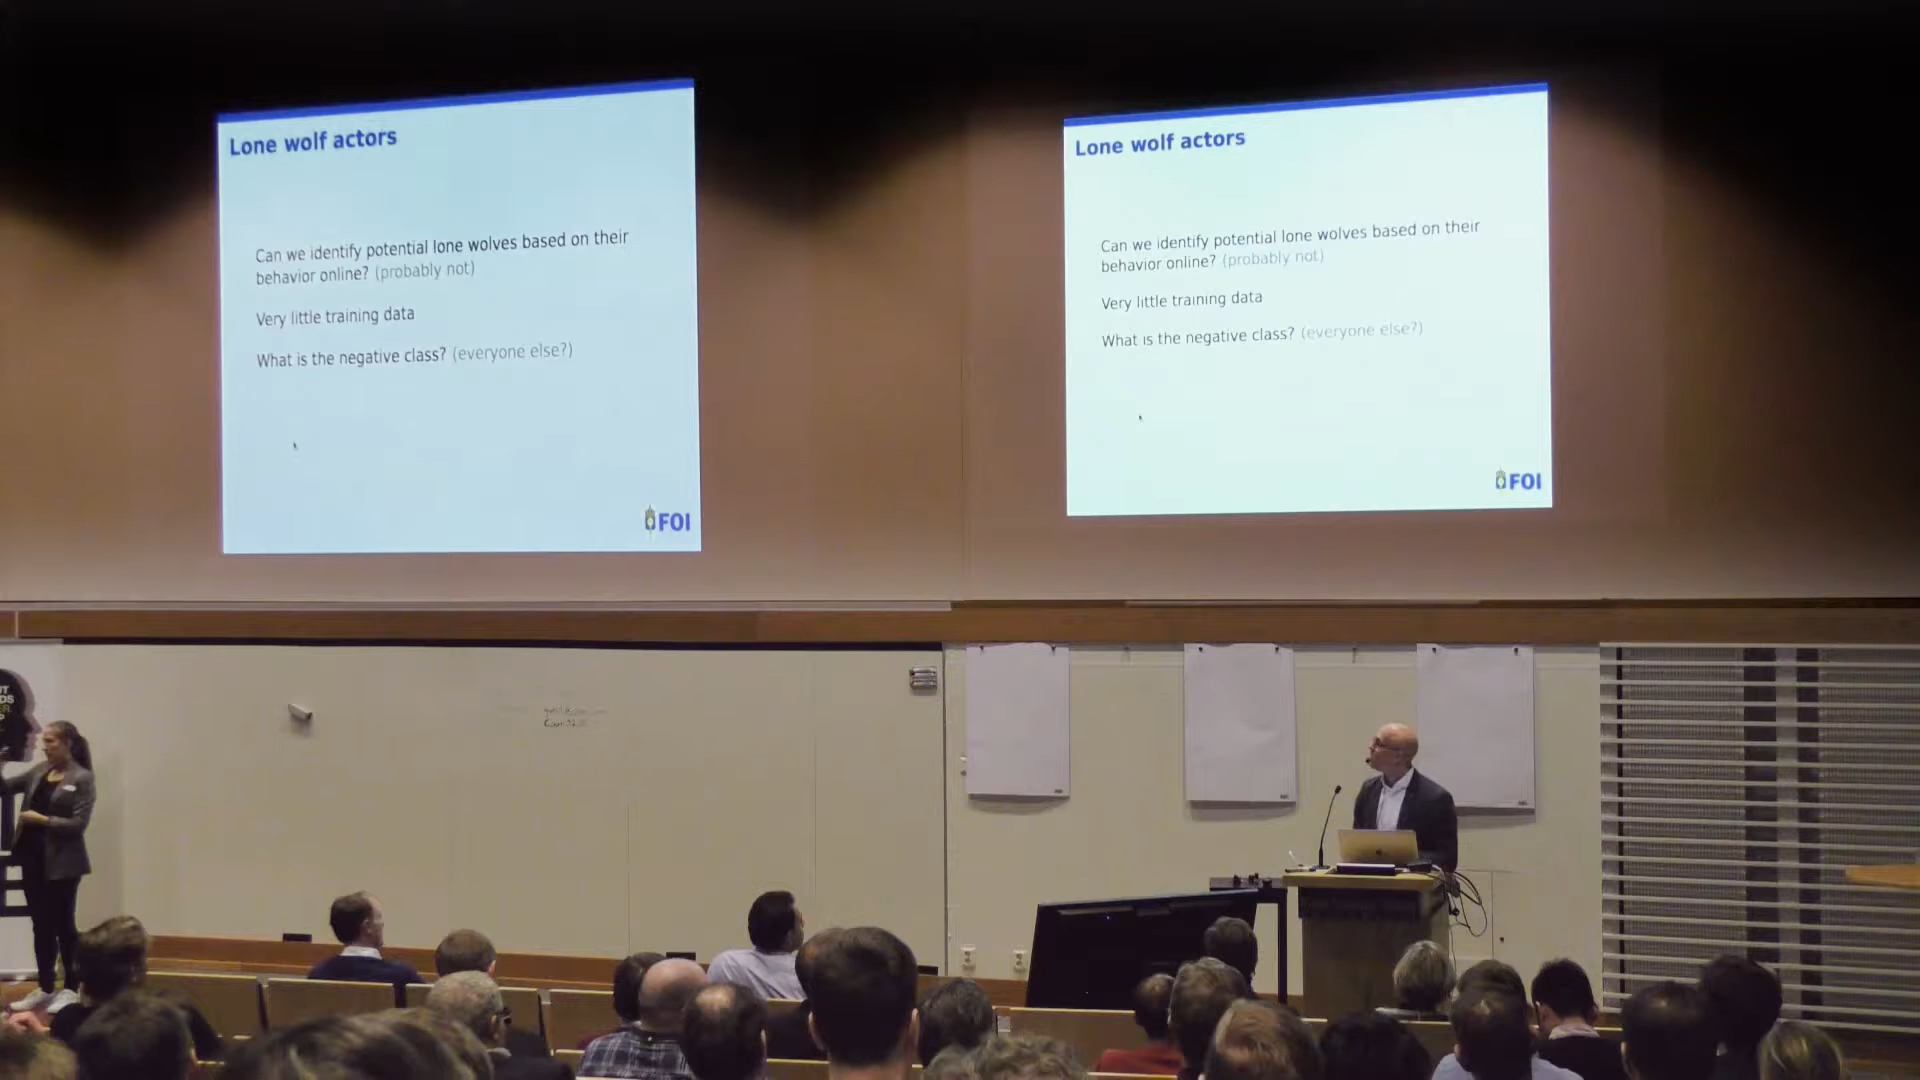 Lone wolf actors
Can we identify potential lone wolves based on their
behavior online? (probably not)
Very little training data
What is the negative class? (everyone else?)
FOI
Lone wolf actors
Can we identify potential lone wolves based on their
behavior online? (probably not)
Very little training data
What is the negative class? (everyone else?)
FOI